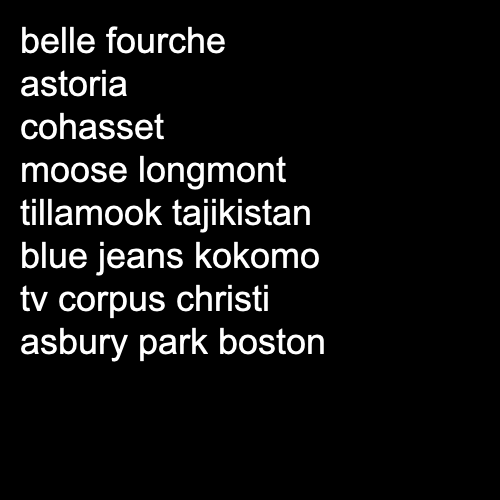 belle fourche
astoria
cohasset
moose longmont
tillamook tajikistan
blue jeans kokomo
tv corpus christi
asbury park boston